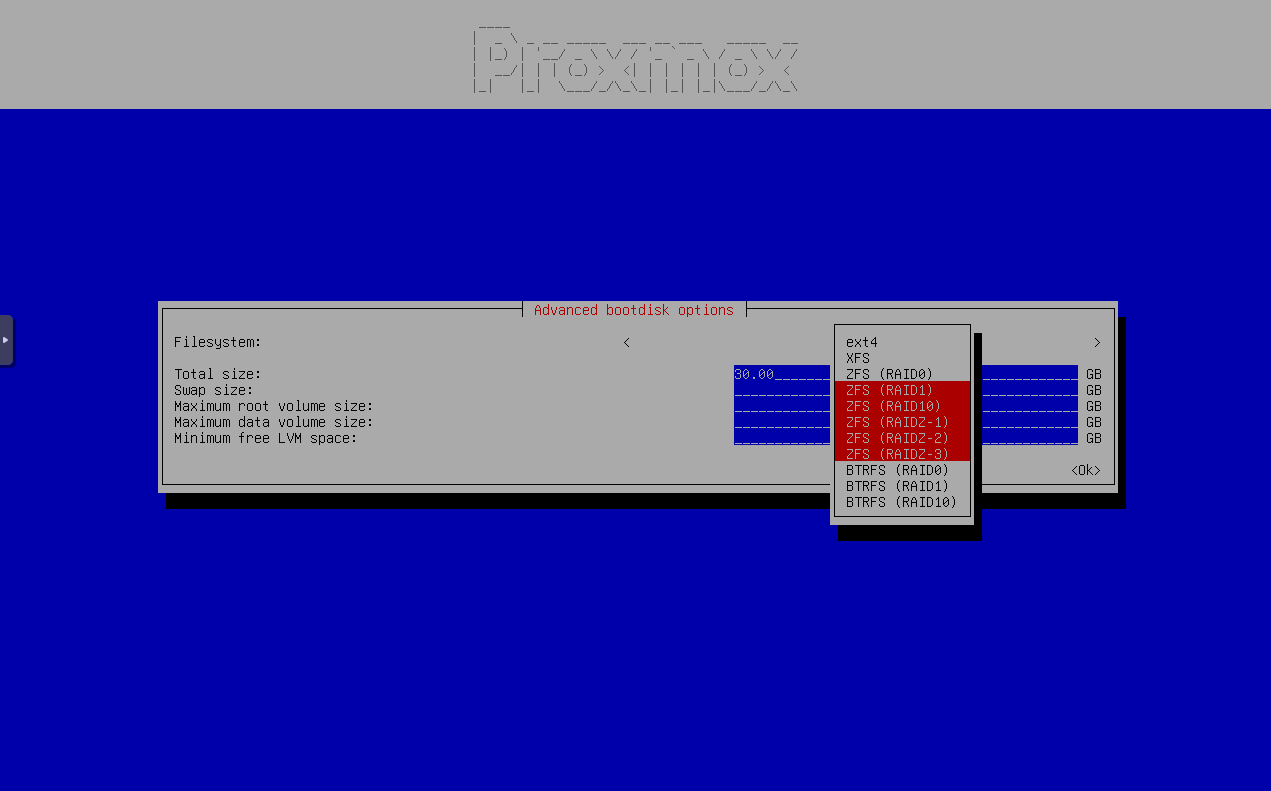 Proxmox
Advanced bootdisk options
Filesystem: < >
Total size: 30.00 GB
Swap size: GB
Maximum root volume size: GB
Maximum data volume size: GB
Minimum free LVM space: GB
<Ok>
ext4
XFS
ZFS (RAID0)
ZFS (RAID1)
ZFS (RAID10)
ZFS (RAIDZ-1)
ZFS (RAIDZ-2)
ZFS (RAIDZ-3)
BTRFS (RAID0)
BTRFS (RAID1)
BTRFS (RAID10)